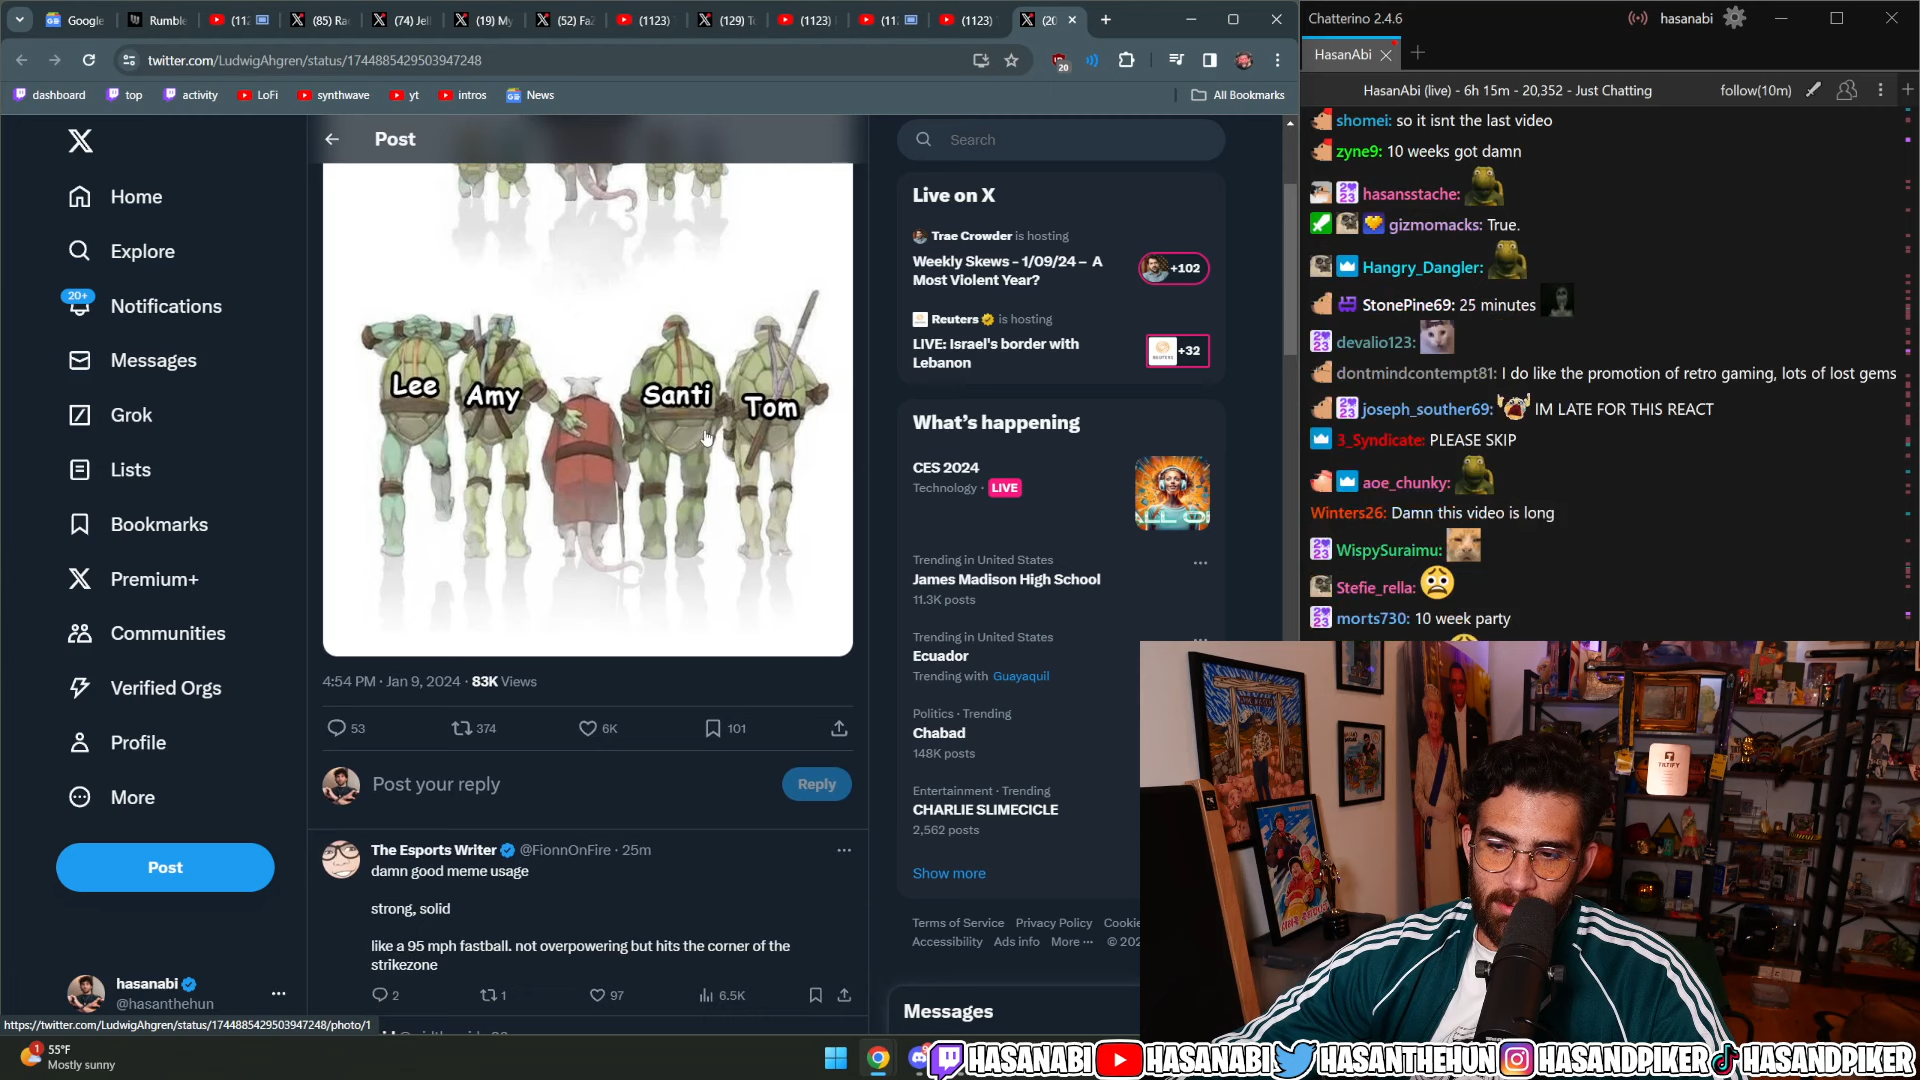 Google
Rumble
(112
(85) Ra
(74) Jel
(19) My
(52) FaZ
(1123)
(129) To
(1123)
(112
(1123)
(20
twitter.com/LudwigAhgren/status/1744885429503947248
20
dashboard
top
activity
LoFi
synthwave
yt
intros
News
All Bookmarks
Home
Explore
20+
Notifications
Messages
Grok
Lists
Bookmarks
Premium+
Communities
Verified Orgs
Profile
More
Post
hasanabi
@hasanthehun
Post
Lee
Amy
Santi
Tom
4:54 PM · Jan 9, 2024 · 83K Views
53
374
6K
101
Post your reply
Reply
The Esports Writer @FionnOnFire · 25m
damn good meme usage
strong, solid
like a 95 mph fastball. not overpowering but hits the corner of the
strikezone
2
1
97
6.5K
Search
Live on X
Trae Crowder is hosting
Weekly Skews - 1/09/24 – A
Most Violent Year?
+102
Reuters is hosting
LIVE: Israel's border with
Lebanon
REUTERS
+32
What's happening
CES 2024
Technology · LIVE
ALL O
Trending in United States
James Madison High School
11.3K posts
Trending in United States
Ecuador
Trending with Guayaquil
Politics · Trending
Chabad
148K posts
Entertainment · Trending
CHARLIE SLIMECICLE
2,562 posts
Show more
Terms of Service Privacy Policy Cookie
Accessibility Ads info More ··· © 202
Messages
https://twitter.com/LudwigAhgren/status/1744885429503947248/photo/1
1
55°F
Mostly sunny
Chatterino 2.4.6
hasanabi
HasanAbi
HasanAbi (live) - 6h 15m - 20,352 - Just Chatting
follow(10m)
shomei: so it isnt the last video
zyne9: 10 weeks got damn
hasansstache:
gizmomacks: True.
Hangry_Dangler:
StonePine69: 25 minutes
devalio123:
dontmindcontempt81: I do like the promotion of retro gaming, lots of lost gems
joseph_souther69: IM LATE FOR THIS REACT
3_Syndicate: PLEASE SKIP
aoe_chunky:
Winters26: Damn this video is long
WispySuraimu:
Stefie_rella:
morts730: 10 week party
TILTIFY
HASANABI
HASANABI
HASANTHEHUN
HASANDPIKER
HASANDPIKER